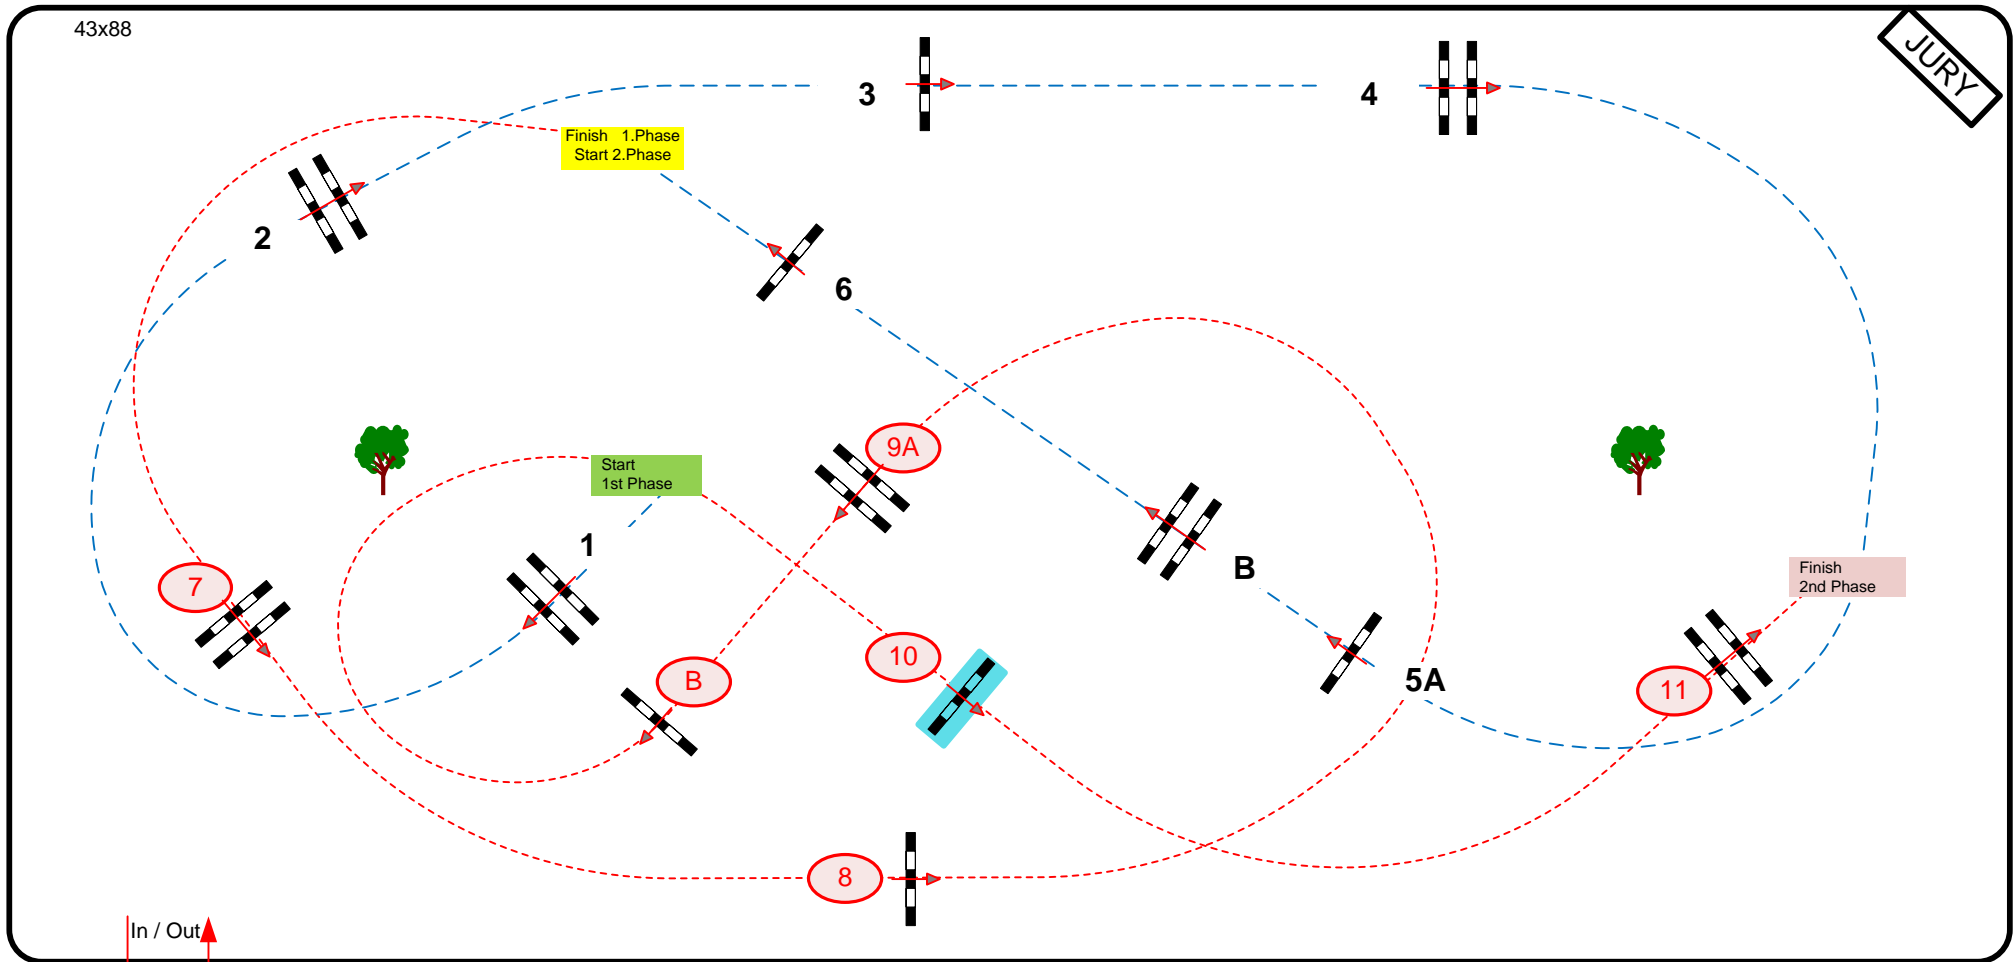 43x88
JURY
3
4
Finish 1.Phase
Start 2.Phase
2
6
9A
Start
1st Phase
1
B
7
Finish
2nd Phase
10
B
5A
11
8
In / Out